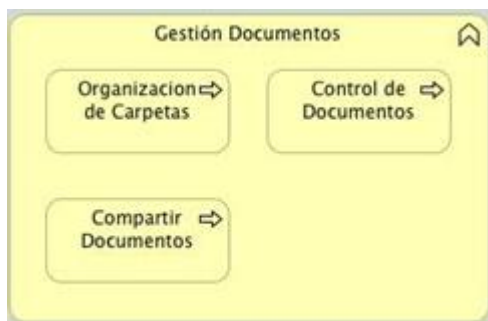 Gestión Documentos
Organizacion
de Carpetas
Control de
Documentos
Compartir
Documentos